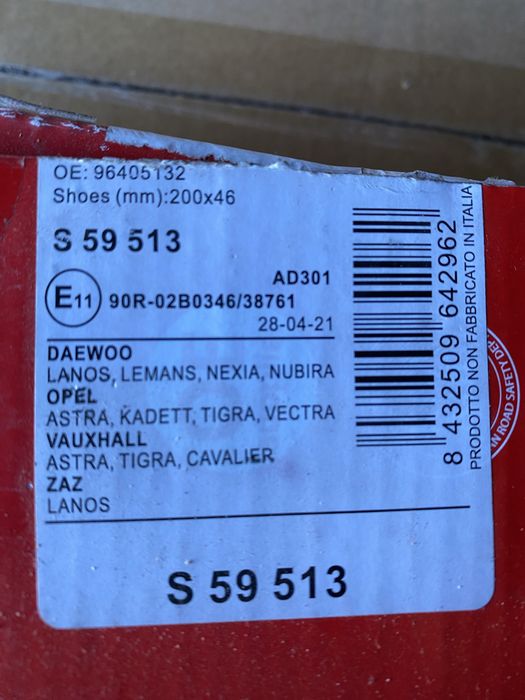 OE: 96405132
Shoes (mm):200x46
S 59 513
E11
90R-02B0346/38761
AD301
28-04-21
DAEWOO
LANOS, LEMANS, NEXIA, NUBIRA
OPEL
ASTRA, KADETT, TIGRA, VECTRA
VAUXHALL
ASTRA, TIGRA, CAVALIER
ZAZ
LANOS
S 59 513
8 432509 642962
PRODOTTO NON FABBRICATO IN ITALIA
ROAD SAFETY